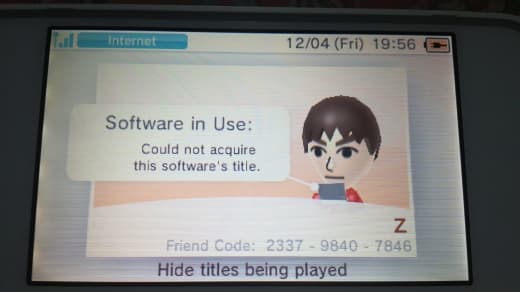 Internet
12/04 (Fri) 19:56
Software in Use:
Could not acquire
this software's title.
Z
Friend Code: 2337 - 9840 - 7846
Hide titles being played